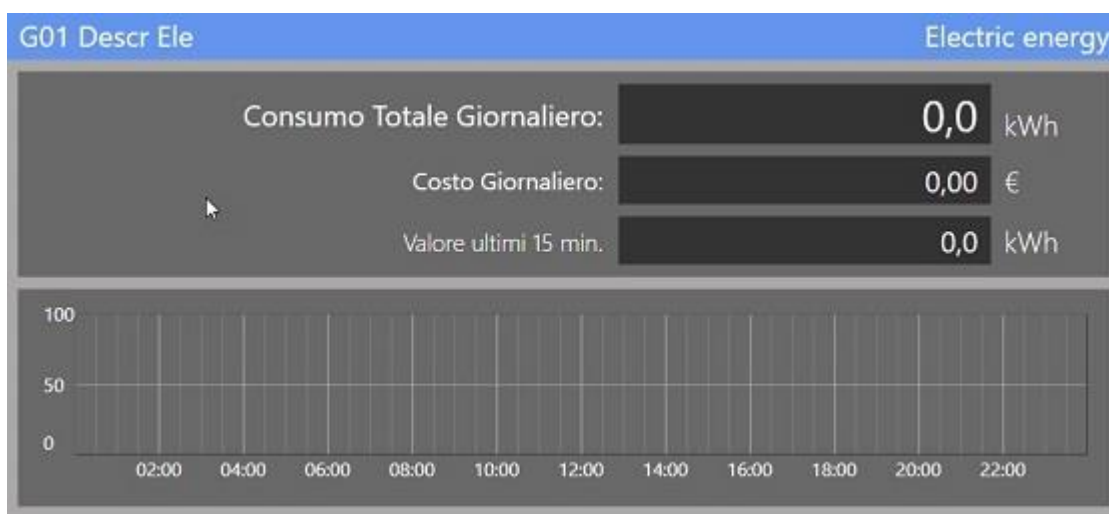 G01 Descr Ele Electric energy
Consumo Totale Giornaliero: 0,0 kWh
Costo Giornaliero: 0,00 €
Valore ultimi 15 min. 0,0 kWh
100
50
0
02:00 04:00 06:00 08:00 10:00 12:00 14:00 16:00 18:00 20:00 22:00